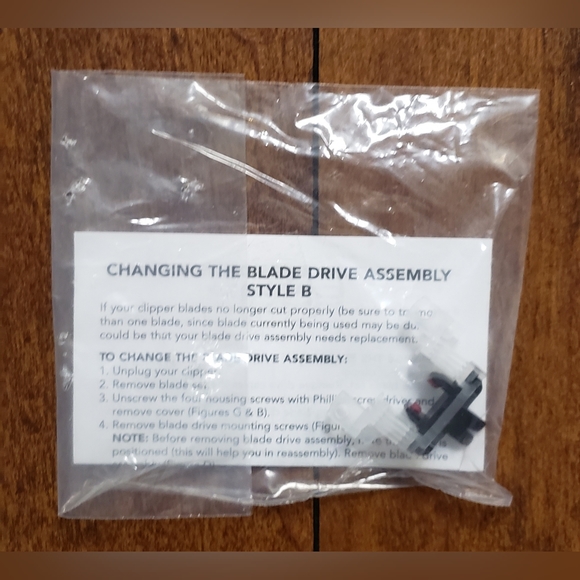 CHANGING THE BLADE DRIVE ASSEMBLY
STYLE B
If your clipper blades no longer cut properly (be sure to
than one blade, since blade currently being used may be
could be that your blade drive assembly needs replacement.
TO CHANGE THE BLADE DRIVE ASSEMBLY:
1. Unplug your clipper
2. Remove blade set
3. Unscrew the four housing screws with screwdriver and
remove cover (Figures G & B).
4. Remove blade drive mounting screws
NOTE: Before removing blade drive assembly, is
positioned (this will help you in reassembly). Remove blade drive